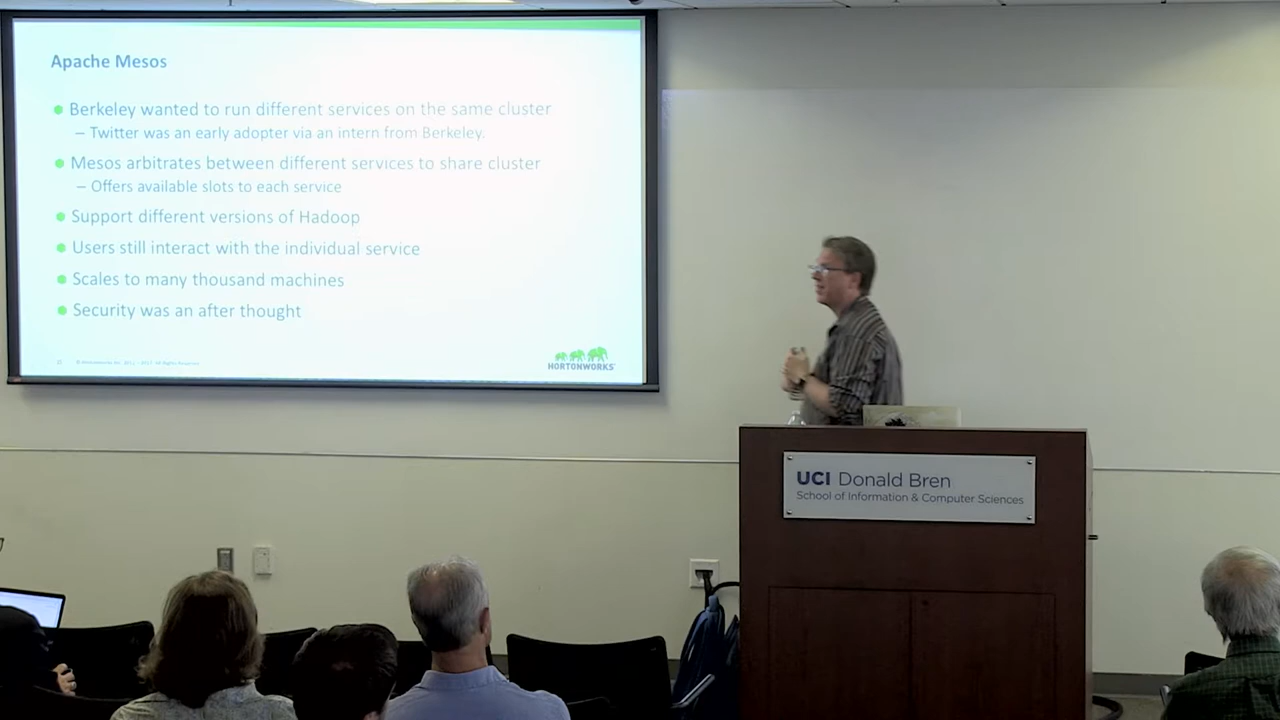 Apache Mesos
Berkeley wanted to run different services on the same cluster
– Twitter was an early adopter via an intern from Berkeley.
Mesos arbitrates between different services to share cluster
– Offers available slots to each service
Support different versions of Hadoop
Users still interact with the individual service
Scales to many thousand machines
Security was an after thought
HORTONWORKS
UCI Donald Bren
School of Information & Computer Sciences